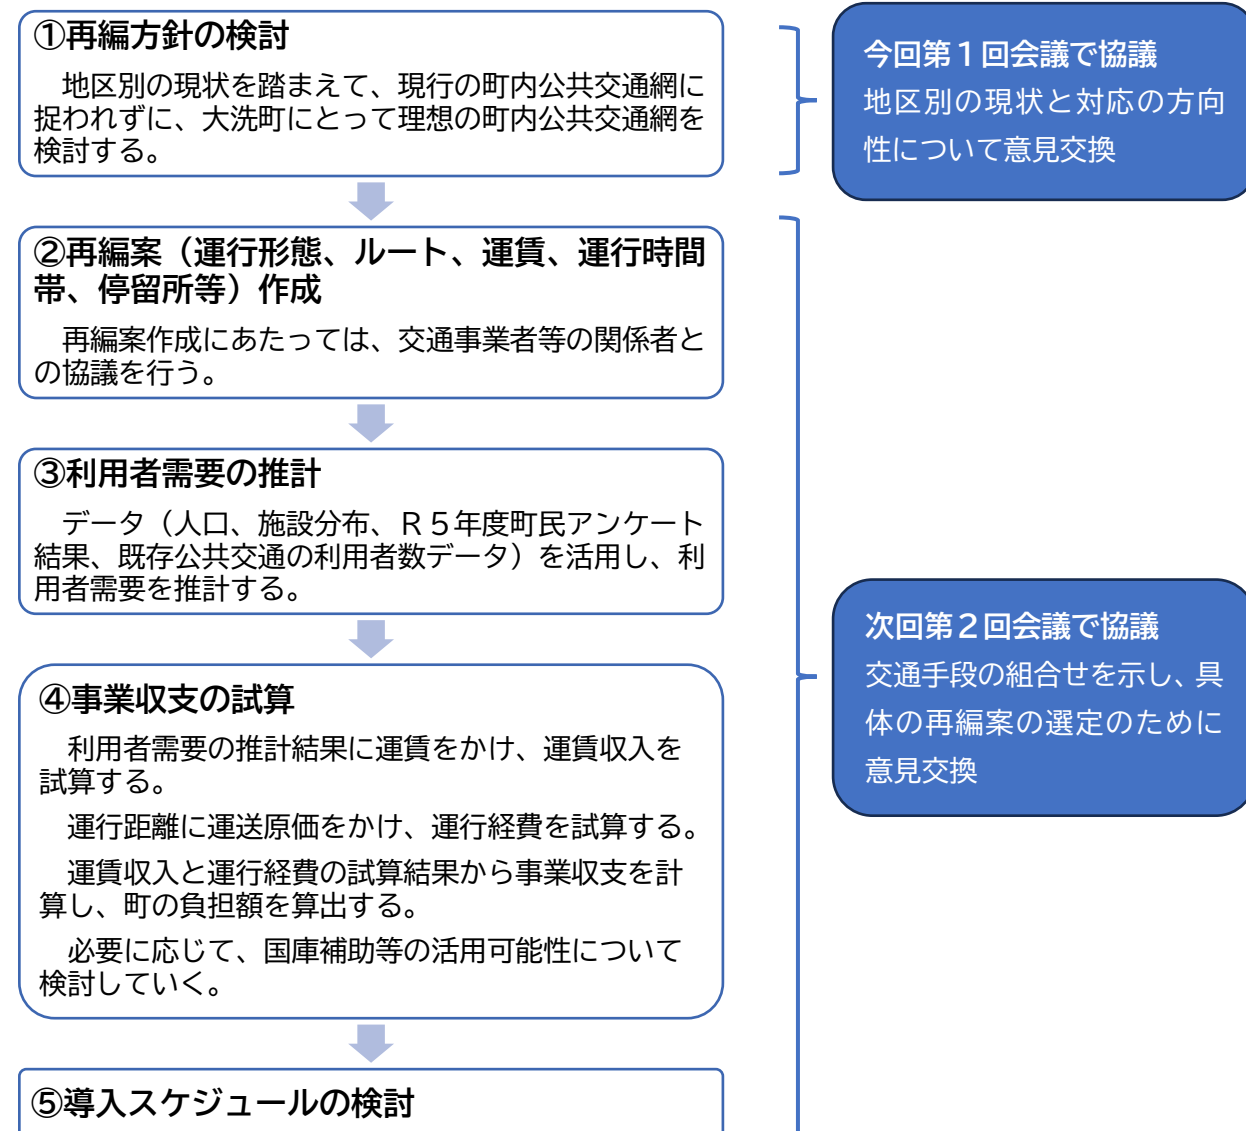 ①再編方針の検討
地区別の現状を踏まえて、現行の町内公共交通網に
捉われずに、大洗町にとって理想の町内公共交通網を
検討する。
今回第１回会議で協議
地区別の現状と対応の方向
性について意見交換
②再編案（運行形態、ルート、運賃、運行時間
帯、停留所等）作成
再編案作成にあたっては、交通事業者等の関係者と
の協議を行う。
③利用者需要の推計
データ（人口、施設分布、Ｒ５年度町民アンケート
結果、既存公共交通の利用者数データ）を活用し、利
用者需要を推計する。
④事業収支の試算
利用者需要の推計結果に運賃をかけ、運賃収入を
試算する。
運行距離に運送原価をかけ、運行経費を試算する。
運賃収入と運行経費の試算結果から事業収支を計
算し、町の負担額を算出する。
必要に応じて、国庫補助等の活用可能性について
検討していく。
次回第２回会議で協議
交通手段の組合せを示し、具
体の再編案の選定のために
意見交換
⑤導入スケジュールの検討